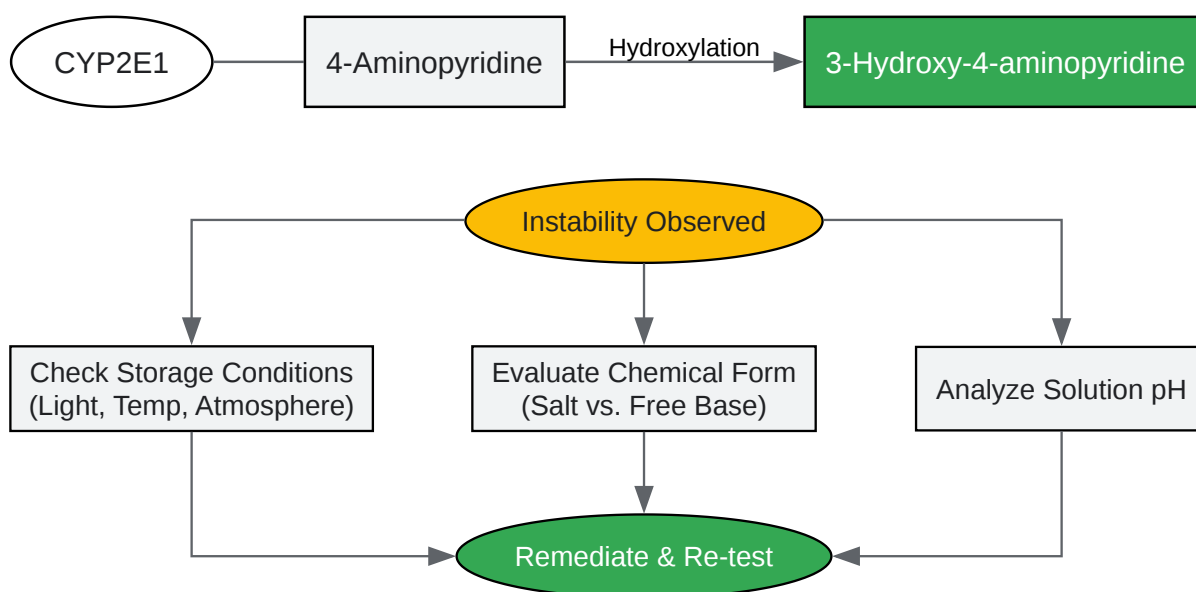 CYP2E1
4-Aminopyridine
Hydroxylation
3-Hydroxy-4-aminopyridine
Instability Observed
Check Storage Conditions
(Light, Temp, Atmosphere)
Evaluate Chemical Form
(Salt vs. Free Base)
Analyze Solution pH
Remediate & Re-test